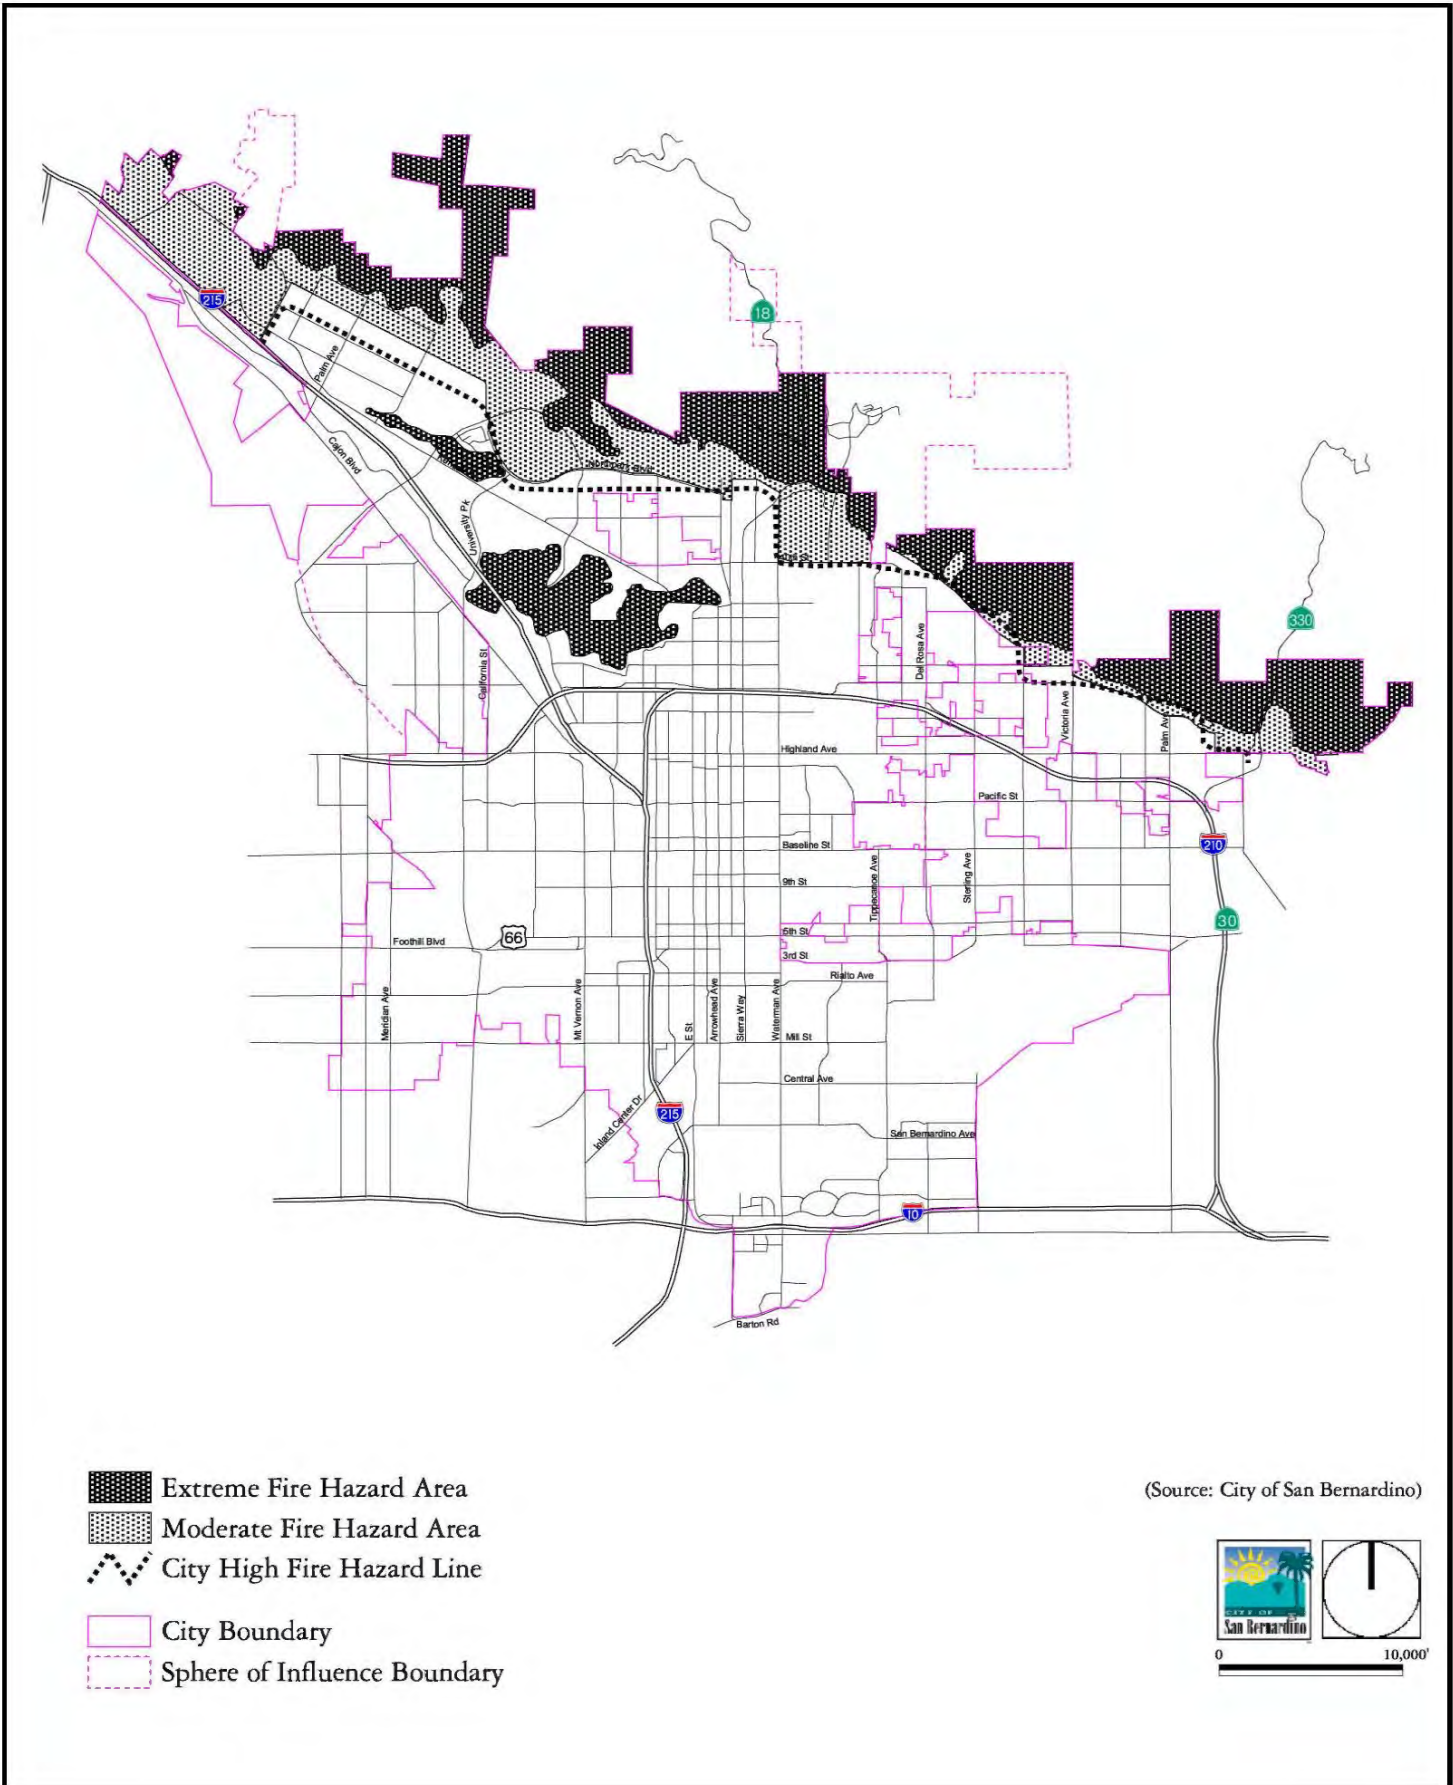 18
215
Palm Ave
Cajon Blvd
Northpark Blvd
University Pk
330
Del Rosa Ave
California St
Victoria Ave
Palm Ave
Highland Ave
Pacific St
Baseline St
210
9th St
Tippecanoe Ave
Sterling Ave
30
5th St
66
Foothill Blvd
3rd St
Rialto Ave
Meridian Ave
Mt Vernon Ave
E St
Arrowhead Ave
Sierra Way
Waterman Ave
Mill St
Central Ave
215
Inland Center Dr
San Bernardino Ave
10
Barton Rd
Extreme Fire Hazard Area
Moderate Fire Hazard Area
City High Fire Hazard Line
City Boundary
Sphere of Influence Boundary
(Source: City of San Bernardino)
CITY OF
San Bernardino
0 10,000'